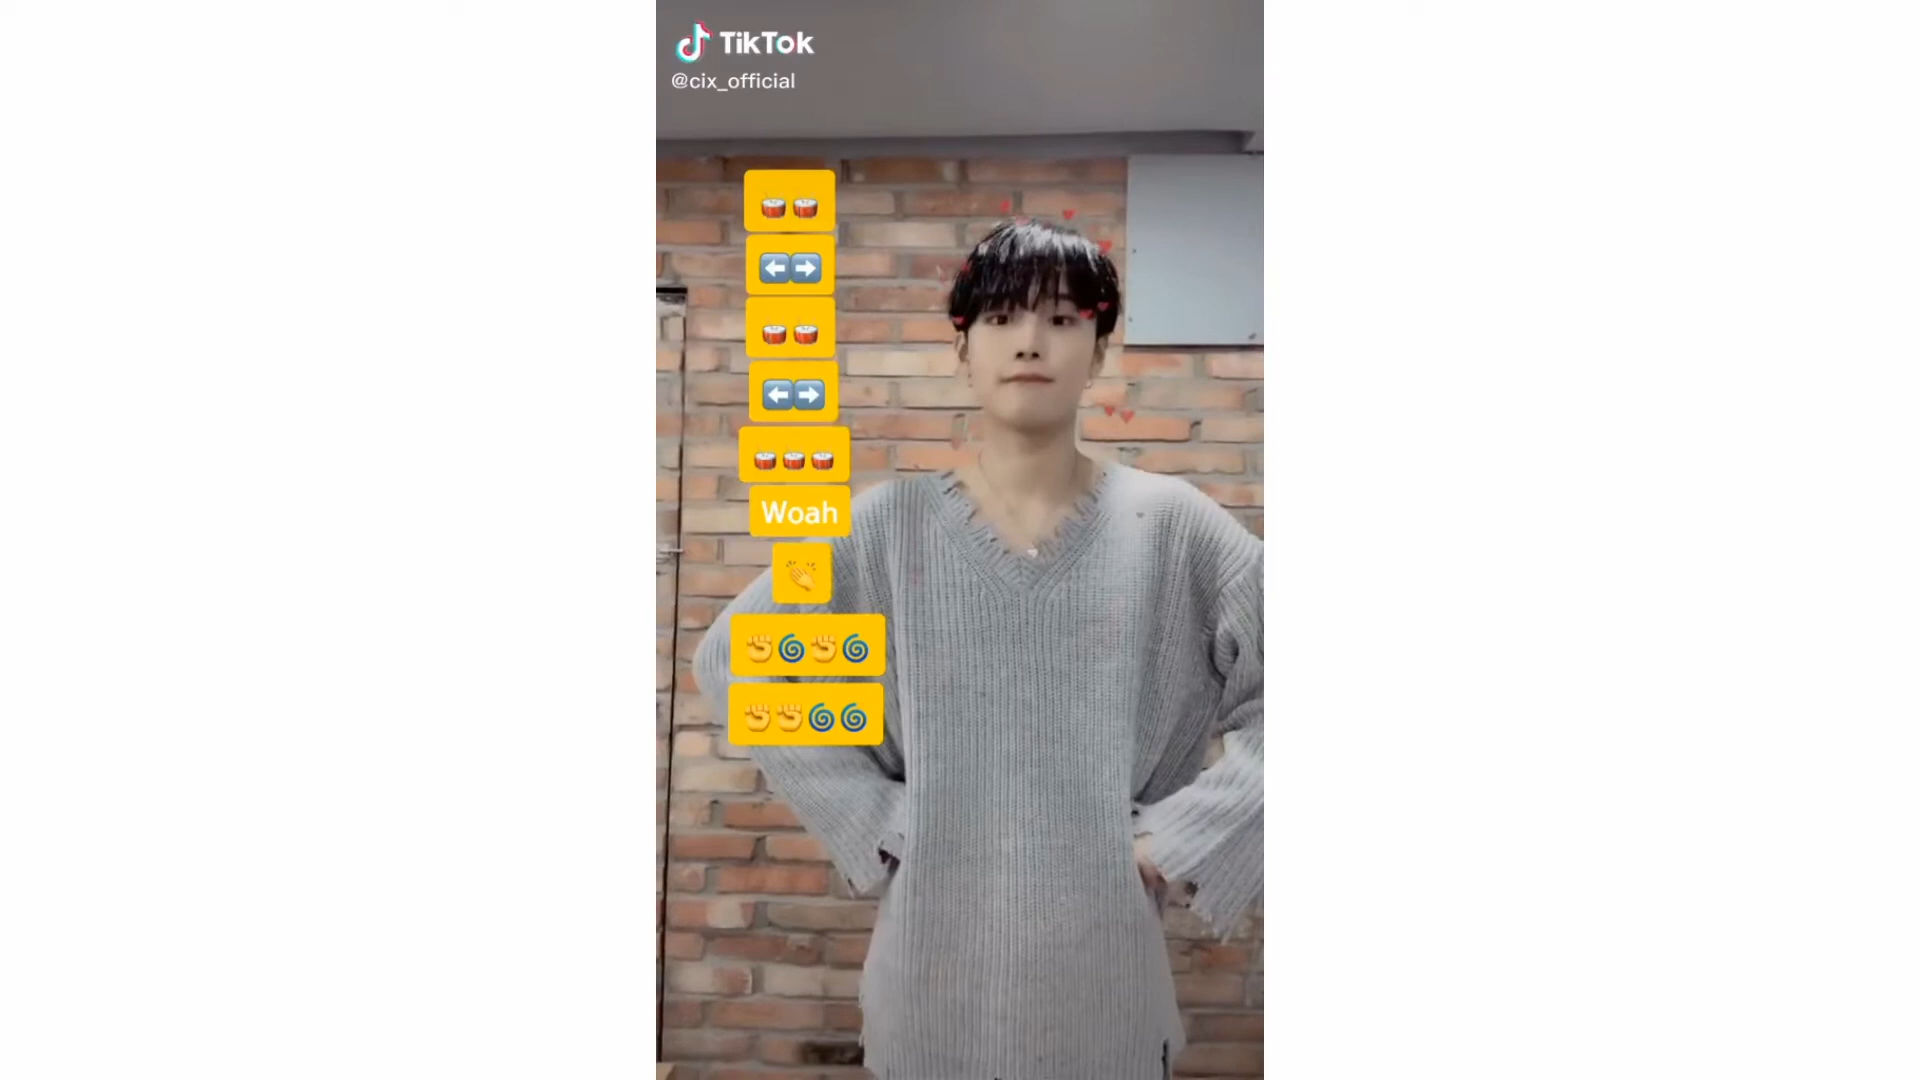 TikTok
@cix_official
🥁🥁
⬅️➡️
🥁🥁
⬅️➡️
🥁🥁🥁
Woah
👏
✊🌀✊🌀
✊✊🌀🌀